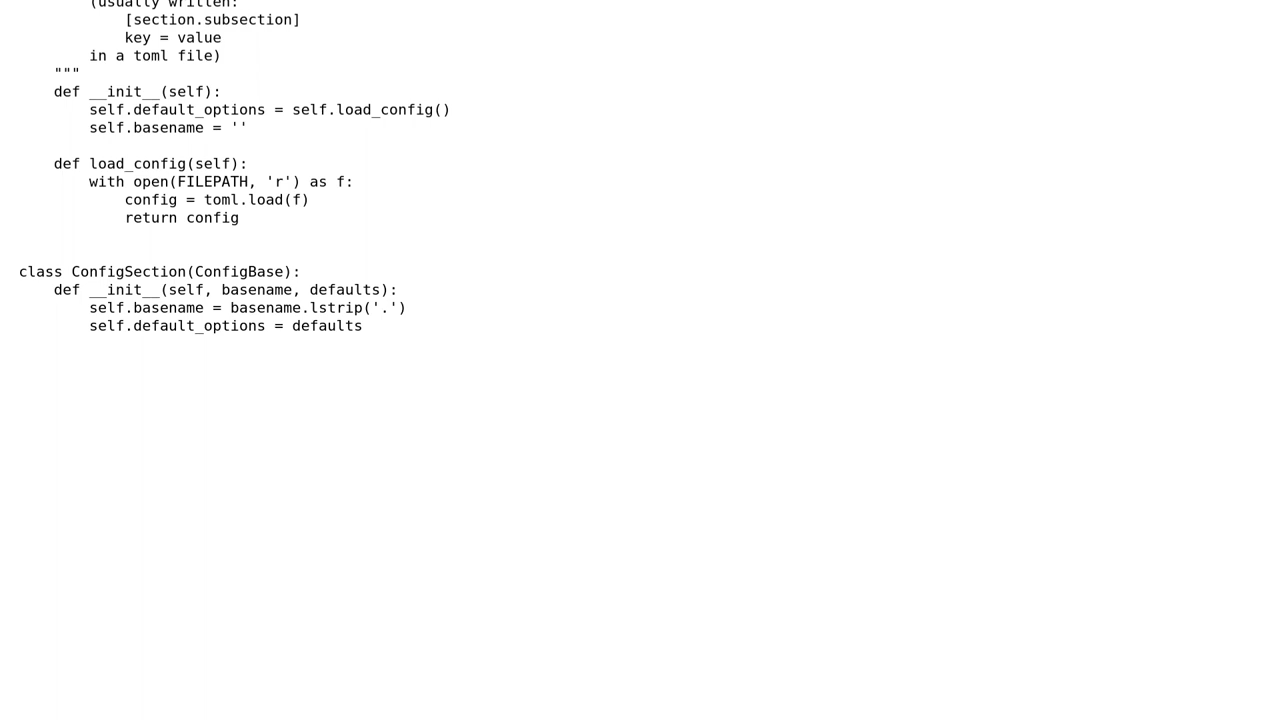 (usually written:
            [section.subsection]
            key = value
        in a toml file)
    """
    def __init__(self):
        self.default_options = self.load_config()
        self.basename = ''

    def load_config(self):
        with open(FILEPATH, 'r') as f:
            config = toml.load(f)
            return config


class ConfigSection(ConfigBase):
    def __init__(self, basename, defaults):
        self.basename = basename.lstrip('.')
        self.default_options = defaults